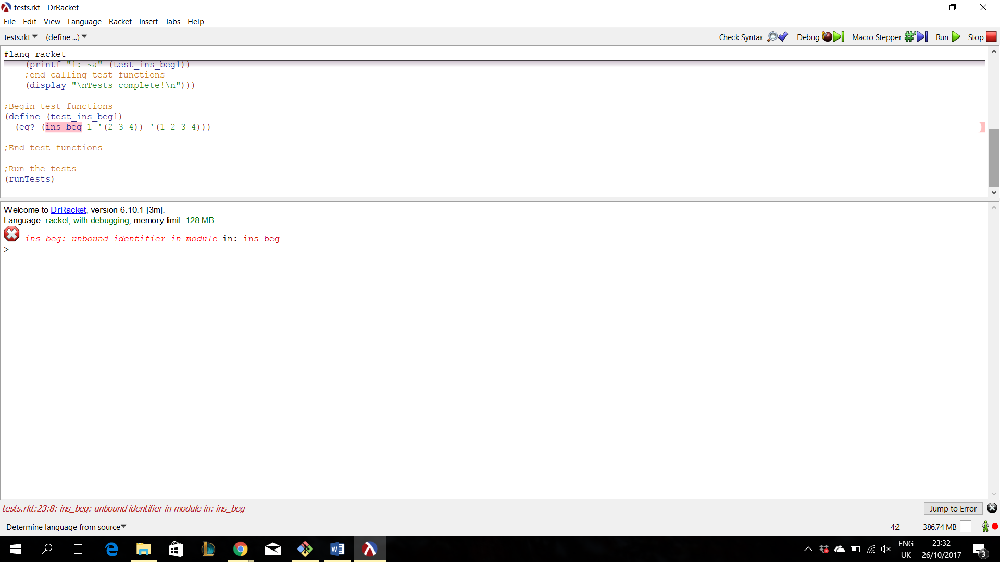 tests.rkt - DrRacket
File Edit View Language Racket Insert Tabs Help
tests.rkt (define ...) Check Syntax Debug Macro Stepper Run Stop
#lang racket
(printf "1: ~a" (test_ins_beg1))
;end calling test functions
(display "\nTests complete!\n")))
;Begin test functions
(define (test_ins_beg1)
(eq? (ins_beg 1 '(2 3 4)) '(1 2 3 4)))
;End test functions
;Run the tests
(runTests)
Welcome to DrRacket, version 6.10.1 [3m].
Language: racket, with debugging; memory limit: 128 MB.
ins_beg: unbound identifier in module in: ins_beg
>
tests.rkt:23:8: ins_beg: unbound identifier in module in: ins_beg
Jump to Error
Determine language from source 4:2 386.74 MB
ENG 23:32
UK 26/10/2017 3